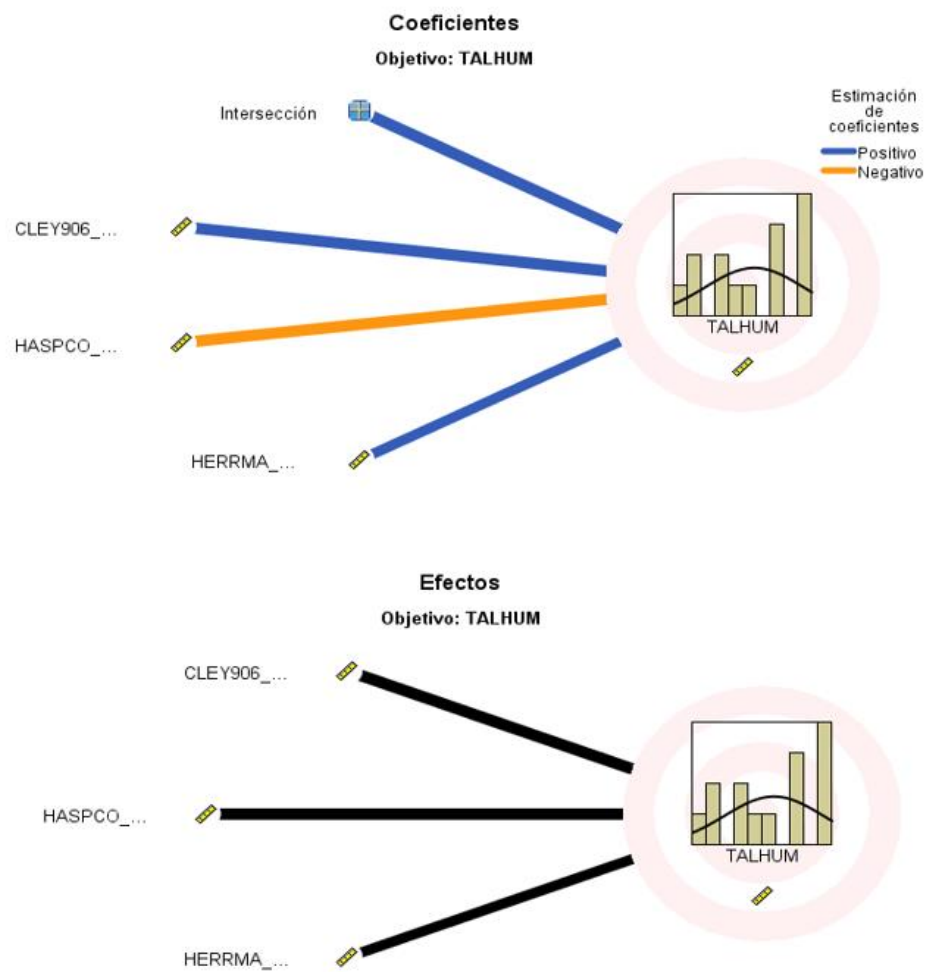 Coeficientes
Objetivo: TALHUM
Estimación
de
coeficientes
Positivo
Negativo
Intersección
CLEY906_...
HASPCO_...
HERRMA_...
TALHUM
Efectos
Objetivo: TALHUM
CLEY906_...
HASPCO_...
HERRMA_...
TALHUM